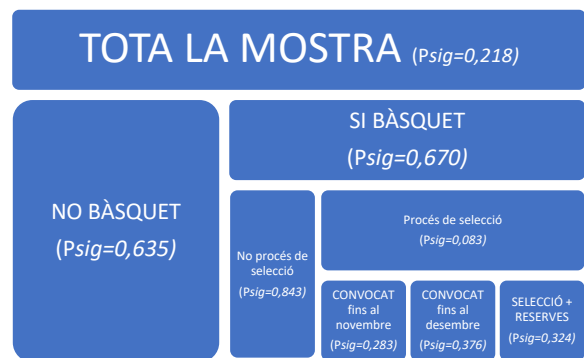 TOTA LA MOSTRA (Psig=0,218)
NO BÀSQUET
(Psig=0,635)
SI BÀSQUET
(Psig=0,670)
No procés de
selecció
(Psig=0,843)
Procés de selecció
(Psig=0,083)
CONVOCAT
fins al
novembre
(Psig=0,283)
CONVOCAT
fins al
desembre
(Psig=0,376)
SELECCIÓ +
RESERVES
(Psig=0,324)